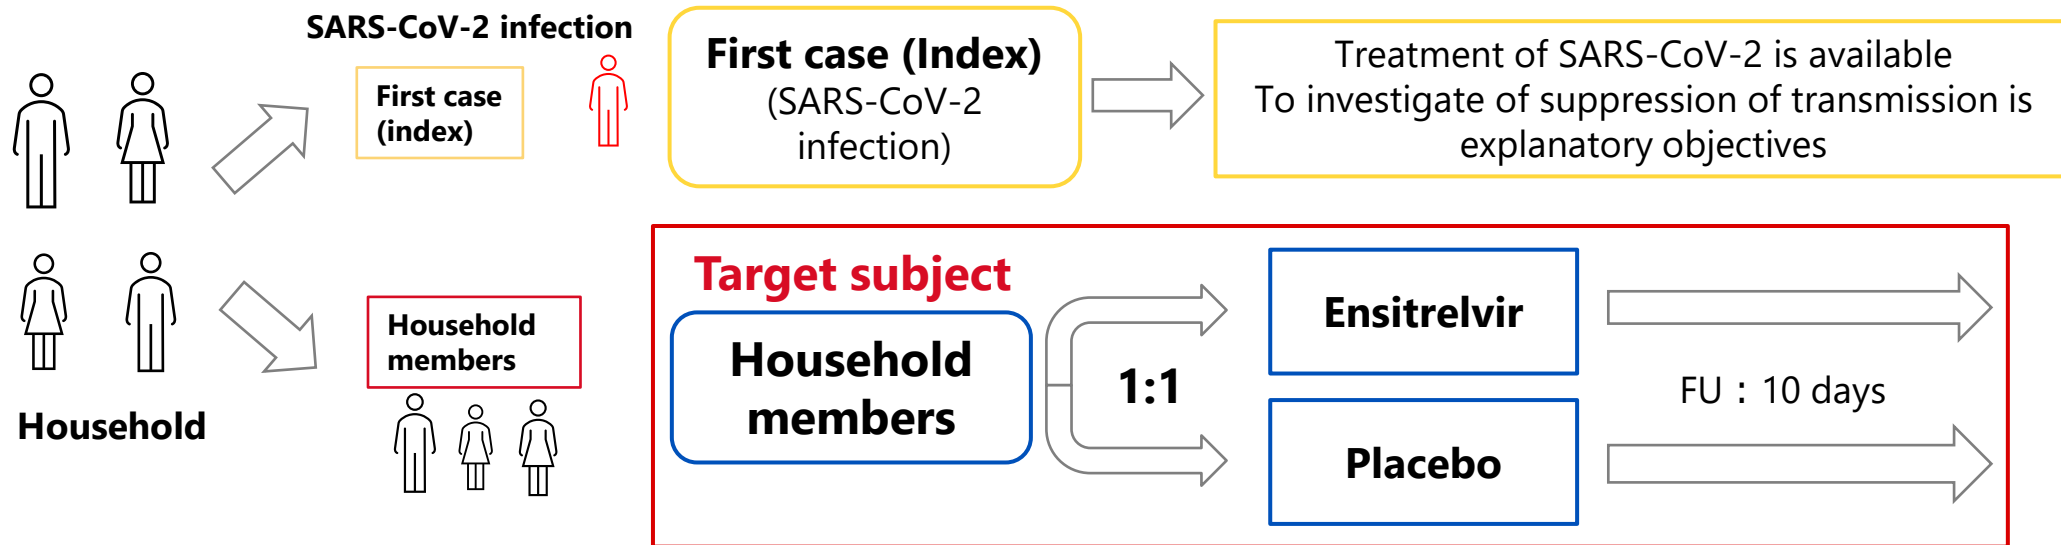 SARS-CoV-2 infection
First case
(index)
Household
Household
members
First case (Index)
(SARS-CoV-2
infection)
Treatment of SARS-CoV-2 is available
To investigate of suppression of transmission is
explanatory objectives
Target subject
Household
members
1:1
Ensitrelvir
Placebo
FU：10 days